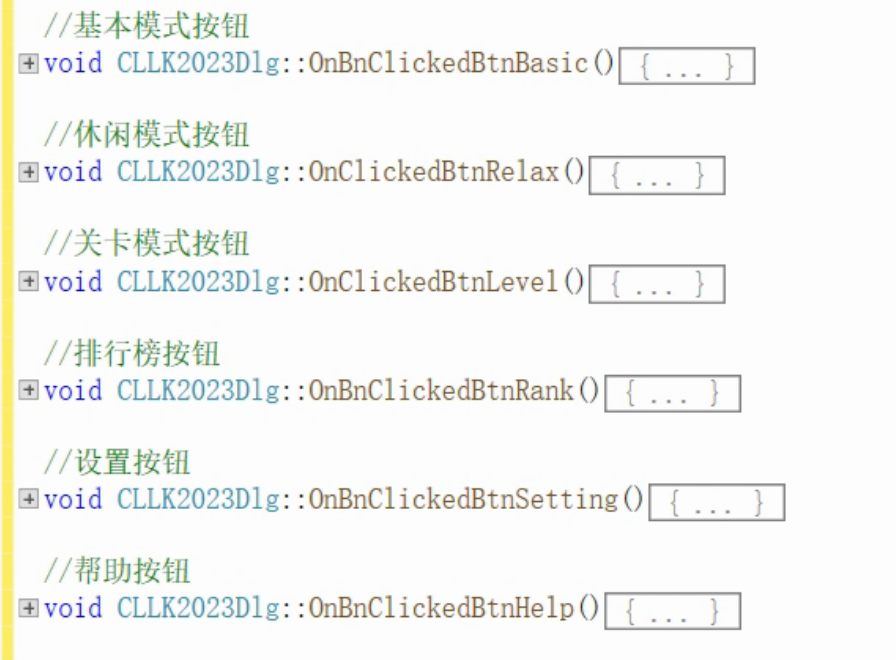 //基本模式按钮
void CLLK2023Dlg::OnBnClickedBtnBasic(){ ... }
//休闲模式按钮
void CLLK2023Dlg::OnClickedBtnRelax(){ ... }
//关卡模式按钮
void CLLK2023Dlg::OnClickedBtnLevel(){ ... }
//排行榜按钮
void CLLK2023Dlg::OnBnClickedBtnRank(){ ... }
//设置按钮
void CLLK2023Dlg::OnBnClickedBtnSetting(){ ... }
//帮助按钮
void CLLK2023Dlg::OnBnClickedBtnHelp(){ ... }